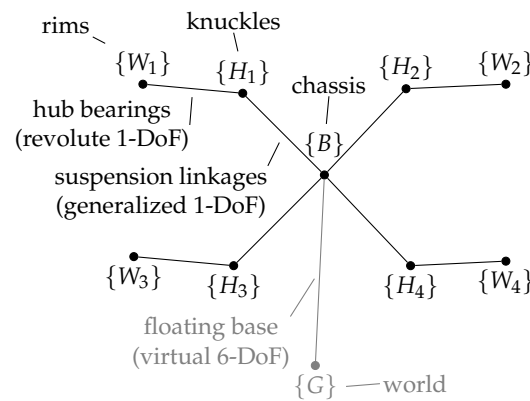 rims
knuckles
{W₁}
{H₁}
chassis
{H₂}
{W₂}
hub bearings
(revolute 1-DoF)
{B}
suspension linkages
(generalized 1-DoF)
{W₃}
{H₃}
{H₄}
{W₄}
floating base
(virtual 6-DoF)
{G}
world